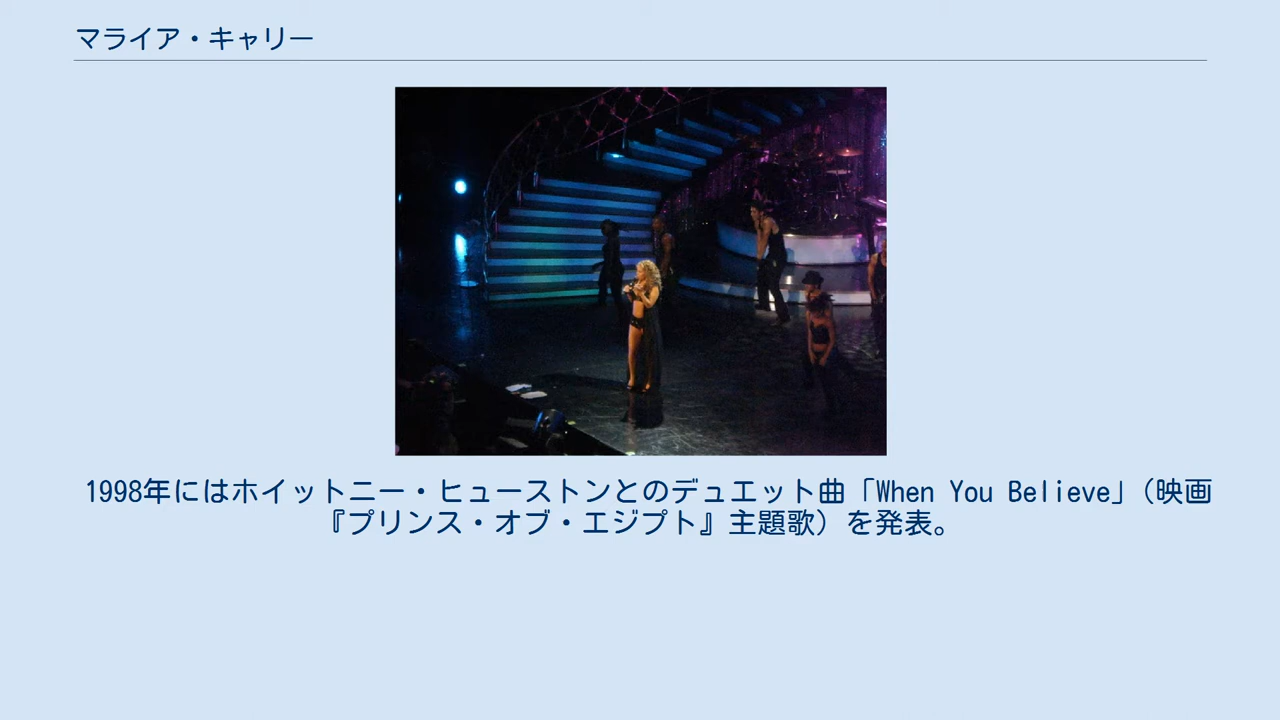 マライア・キャリー
1998年にはホイットニー・ヒューストンとのデュエット曲「When You Believe」（映画
『プリンス・オブ・エジプト』主題歌）を発表。